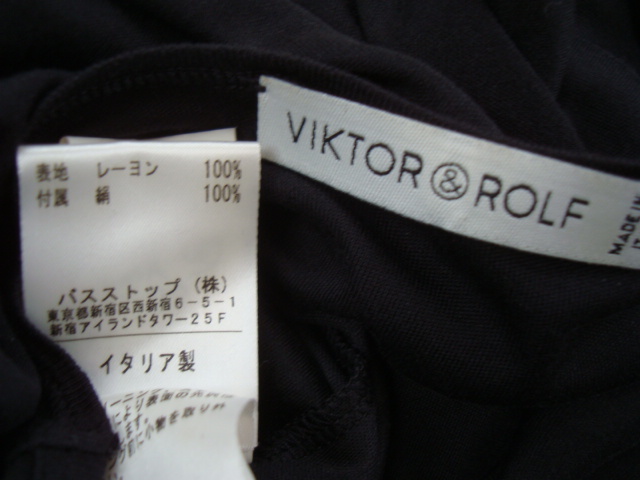 VIKTOR & ROLF
MADE IN
表地 レーヨン 100%
付属 絹 100%
バスストップ (株)
東京都新宿区西新宿6-5-1
新宿アイランドタワー25F
イタリア製